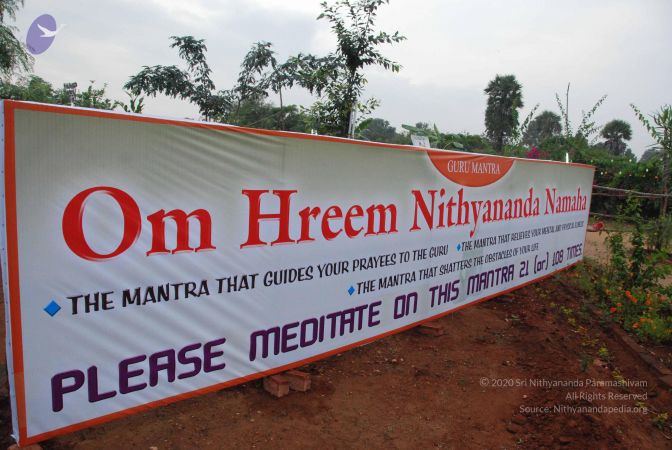 GURU MANTRA
Om Hreem Nithyananda Namaha
THE MANTRA THAT GUIDES YOUR PRAYEES TO THE GURU
THE MANTRA THAT RELIEVES YOUR MENTAL AND PHYSICAL ILLNESS
THE MANTRA THAT SHATTERS THE OBSTACLES OF YOUR LIFE
PLEASE MEDITATE ON THIS MANTRA 21 (or) 108 TIMES
© 2020 Sri Nithyananda Paramashivam
All Rights Reserved
Source: Nithyanandapedia.org